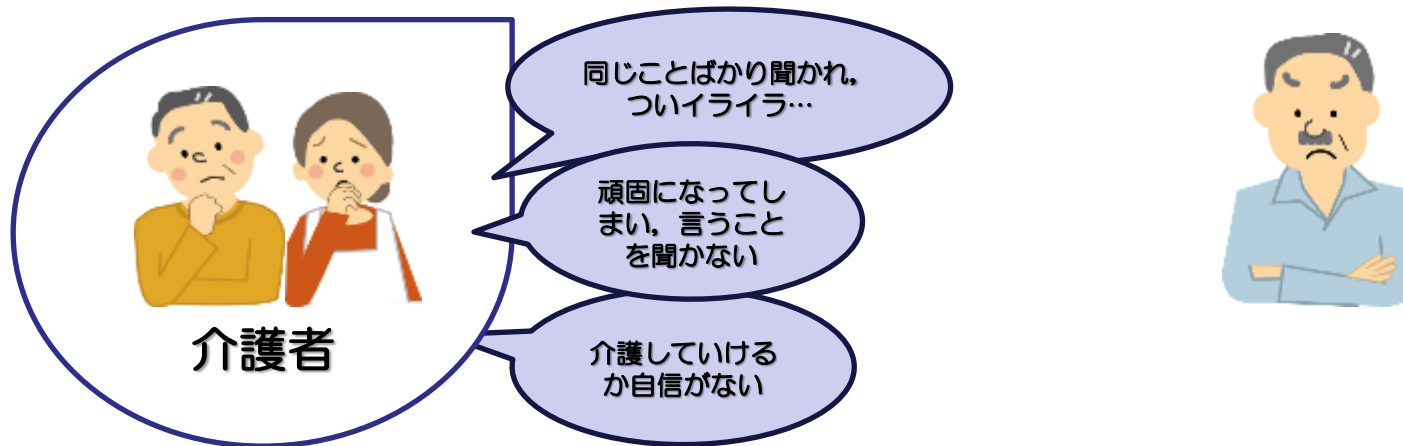 同じことばかり聞かれ，
ついイライラ…
頑固になってし
まい，言うこと
を聞かない
介護していける
か自信がない
介護者